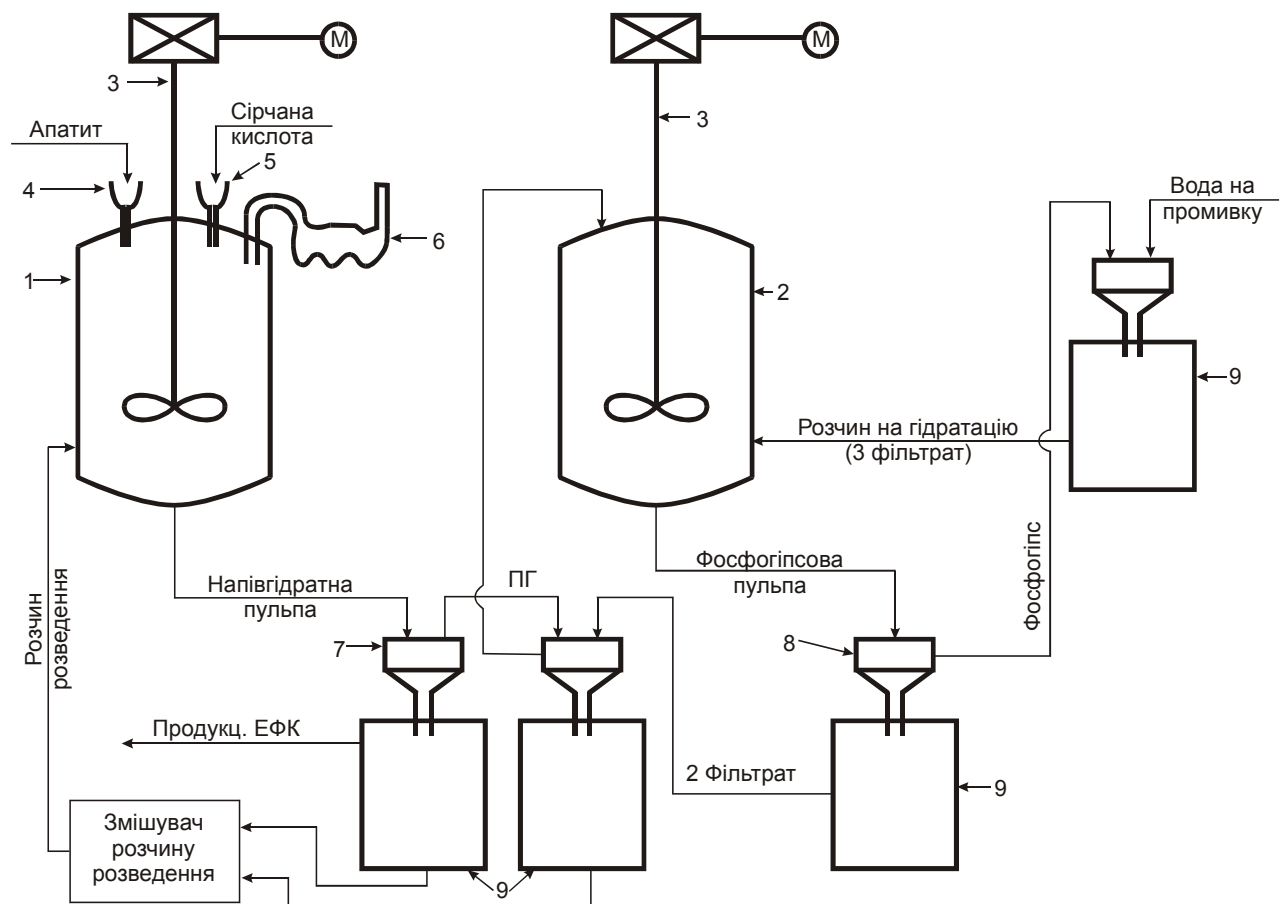 M
M
3
3
Апатит
Сірчана
кислота
5
4
6
Вода на
промивку
1
2
9
Розчин на гідратацію
(3 фільтрат)
Розчин
розведення
Напівгідратна
пульпа
ПГ
Фосфогіпсова
пульпа
Фосфогіпс
7
8
Продукц. ЕФК
2 Фільтрат
9
Змішувач
розчину
розведення
9